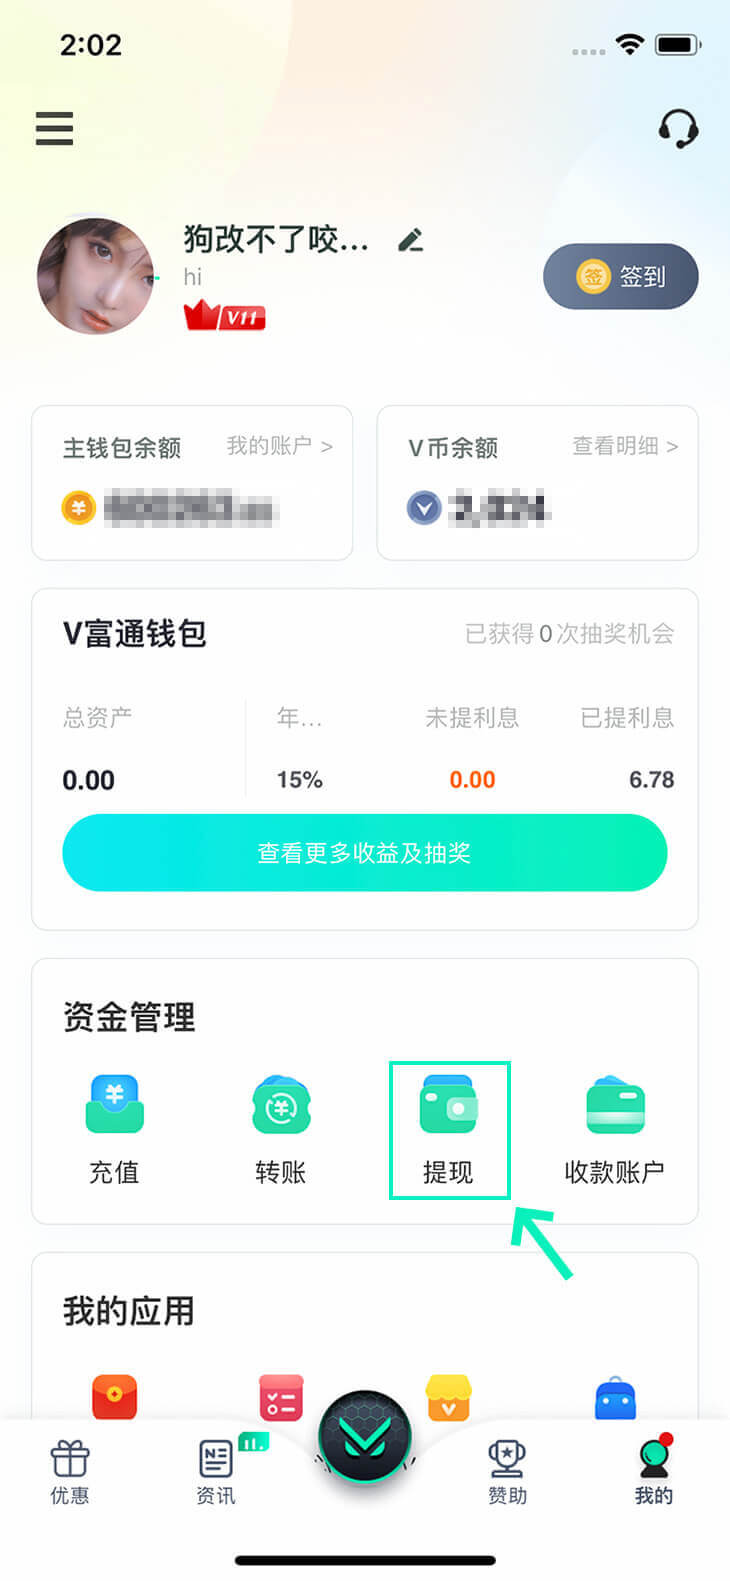 2:02
狗改不了咬...
hi
V11
签 签到
主钱包余额 我的账户 >
V币余额 查看明细 >
¥
V富通钱包 已获得0次抽奖机会
总资产 年... 未提利息 已提利息
0.00 15% 0.00 6.78
查看更多收益及抽奖
资金管理
充值 转账 提现 收款账户
我的应用
优惠 资讯 赞助 我的